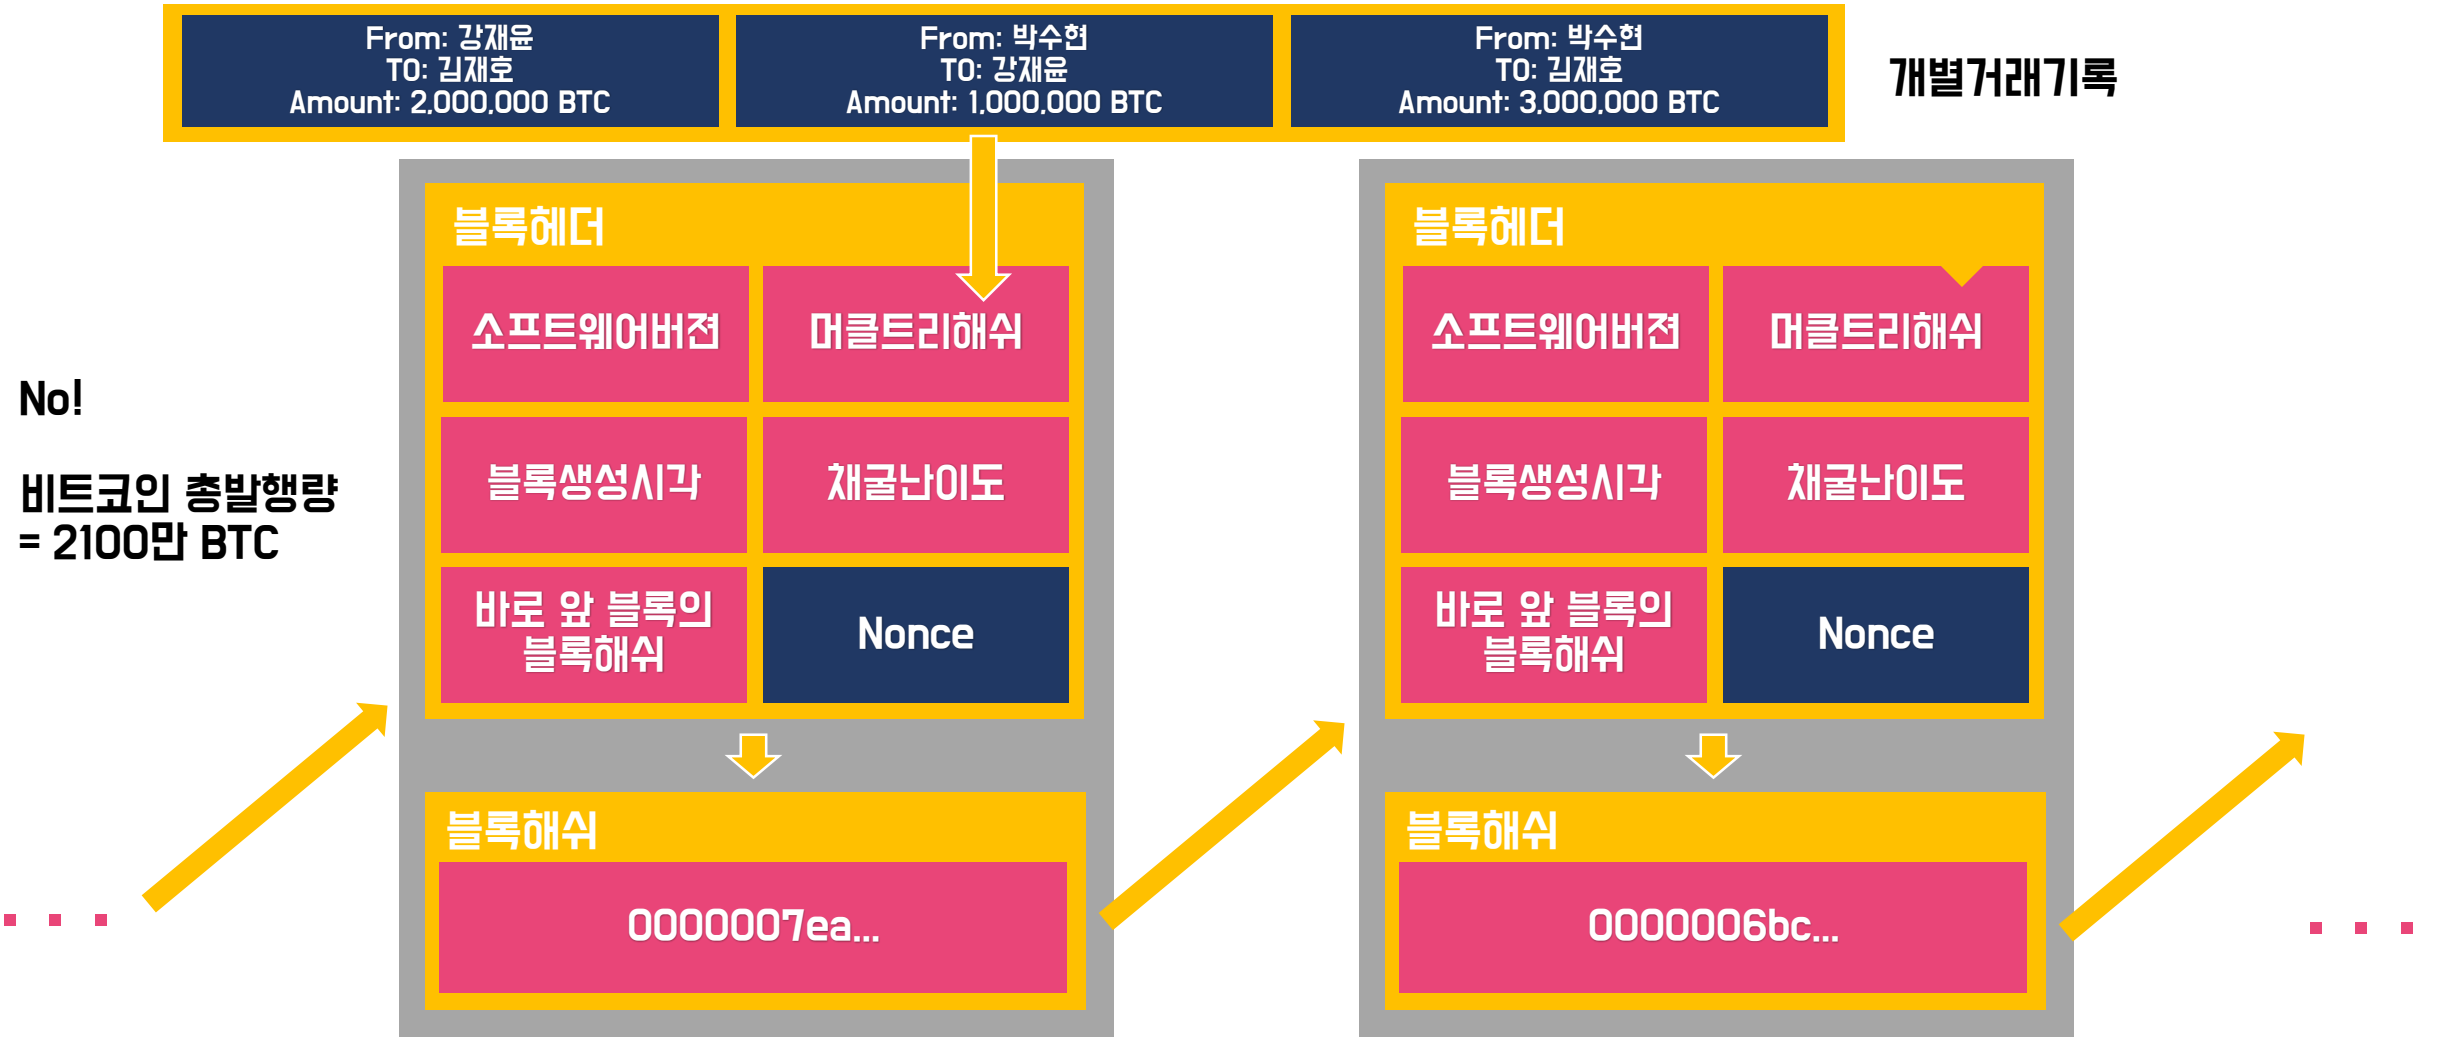 From: 강재윤
TO: 김재호
Amount: 2,000,000 BTC
From: 박수현
TO: 강재윤
Amount: 1,000,000 BTC
From: 박수현
TO: 김재호
Amount: 3,000,000 BTC
개별거래기록
No!
비트코인 총발행량
= 2100만 BTC
블록헤더
소프트웨어버젼
머클트리해쉬
블록생성시각
채굴난이도
바로 앞 블록의
블록해쉬
Nonce
블록해쉬
0000007ea...
블록헤더
소프트웨어버젼
머클트리해쉬
블록생성시각
채굴난이도
바로 앞 블록의
블록해쉬
Nonce
블록해쉬
0000006bc...